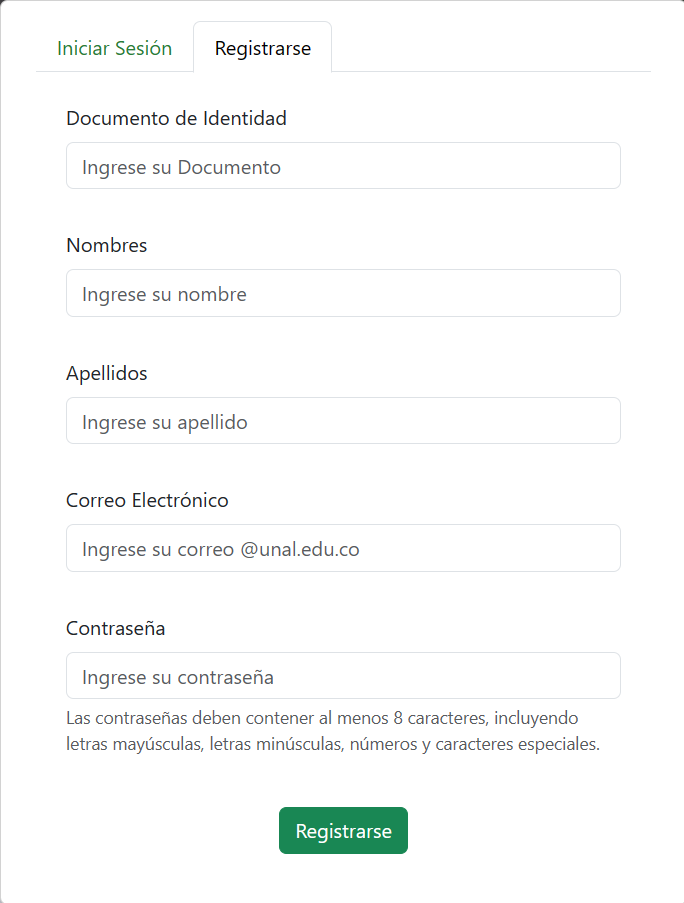 Iniciar Sesión
Registrarse
Documento de Identidad
Ingrese su Documento
Nombres
Ingrese su nombre
Apellidos
Ingrese su apellido
Correo Electrónico
Ingrese su correo @unal.edu.co
Contraseña
Ingrese su contraseña
Las contraseñas deben contener al menos 8 caracteres, incluyendo
letras mayúsculas, letras minúsculas, números y caracteres especiales.
Registrarse